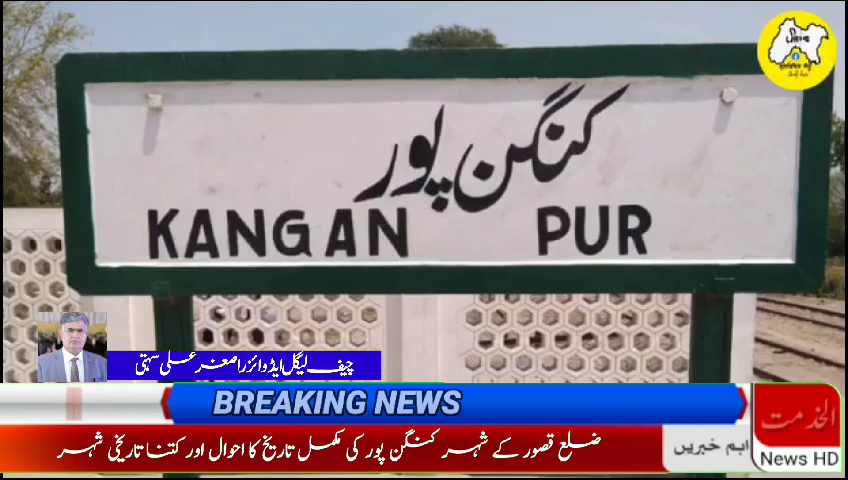 کنگن پور
KANGAN PUR
چیف لیگل ایڈوائزر اصغر علی سہتی
BREAKING NEWS
ضلع قصور کے شہر کنگن پور کی مکمل تاریخ کا احوال اور کتنا تاریخی شہر
اہم خبریں
الخدمت
News HD